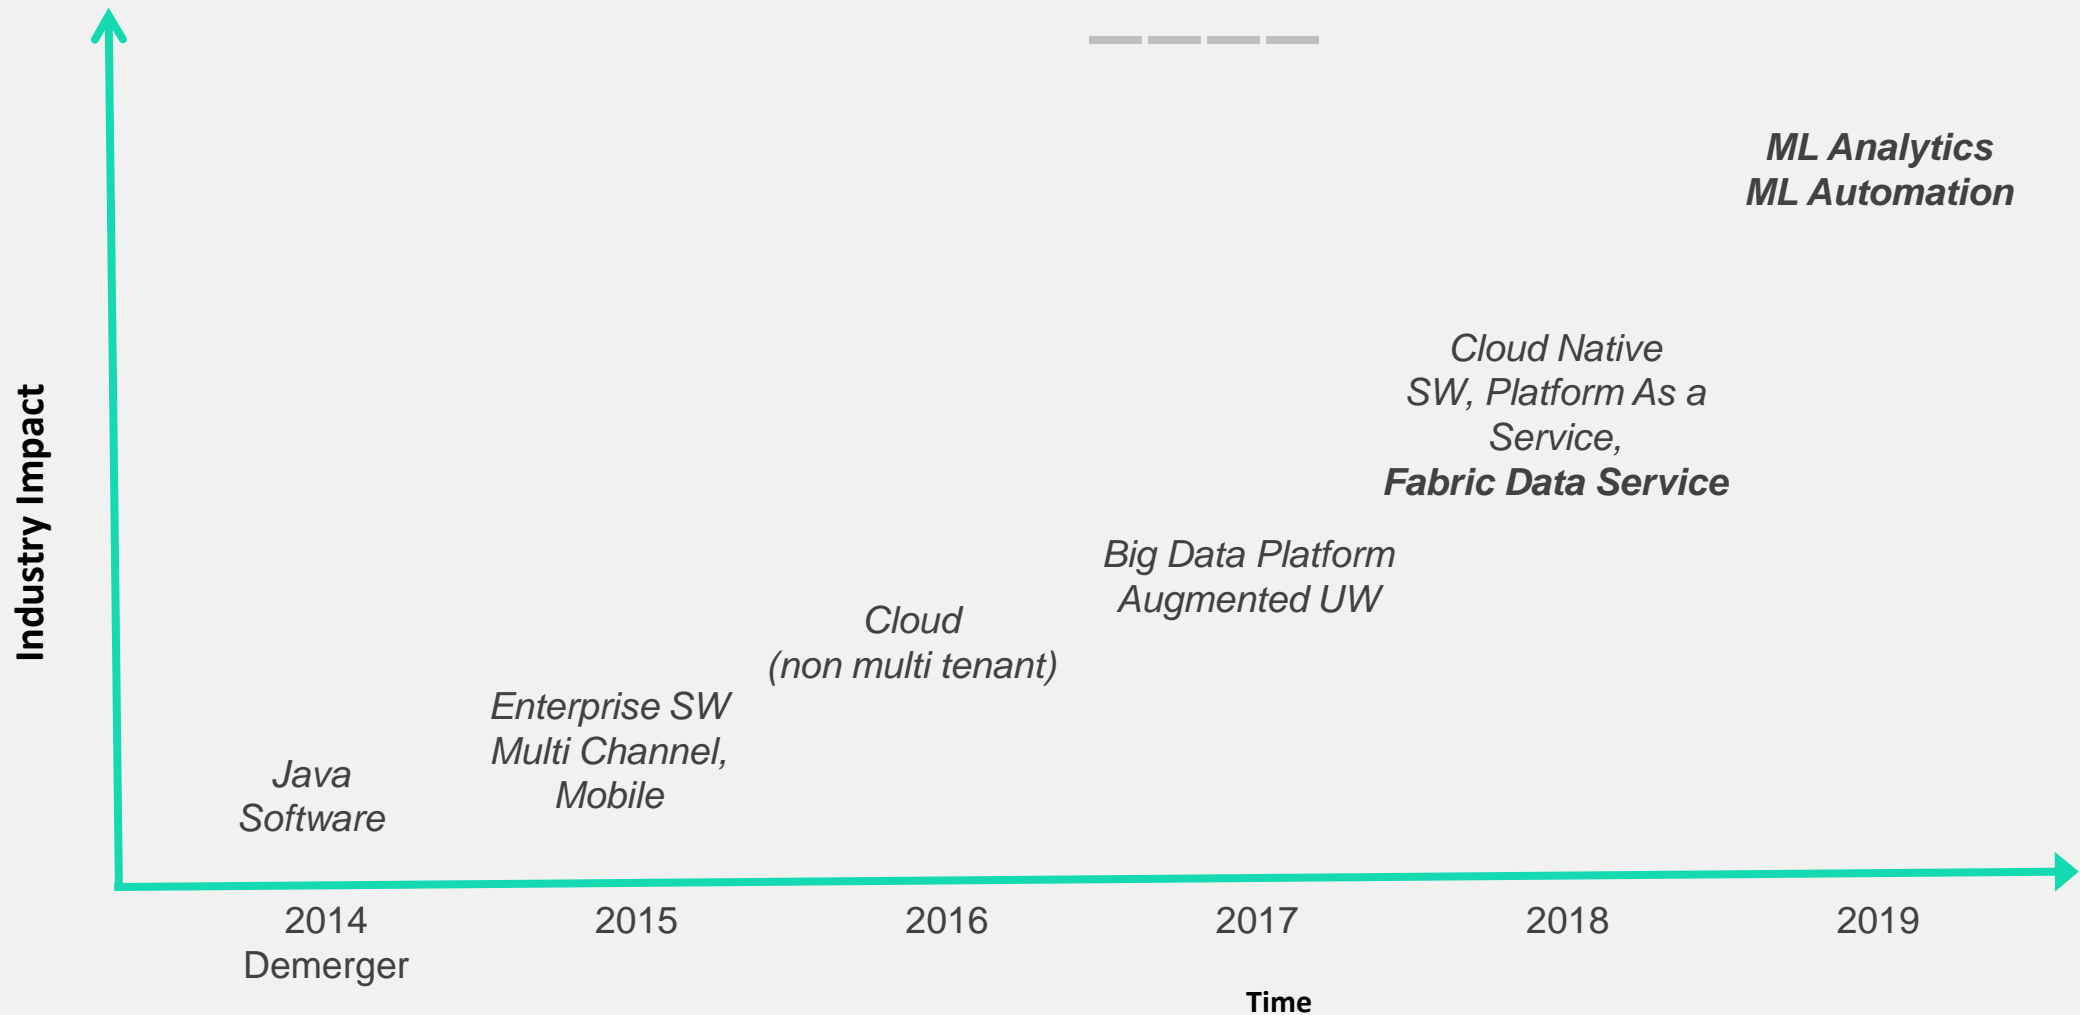 ML Analytics
ML Automation
Cloud Native
SW, Platform As a
Service,
Fabric Data Service
Big Data Platform
Augmented UW
Cloud
(non multi tenant)
Enterprise SW
Multi Channel,
Mobile
Java
Software
Industry Impact
2014
Demerger
2015
2016
2017
2018
2019
Time